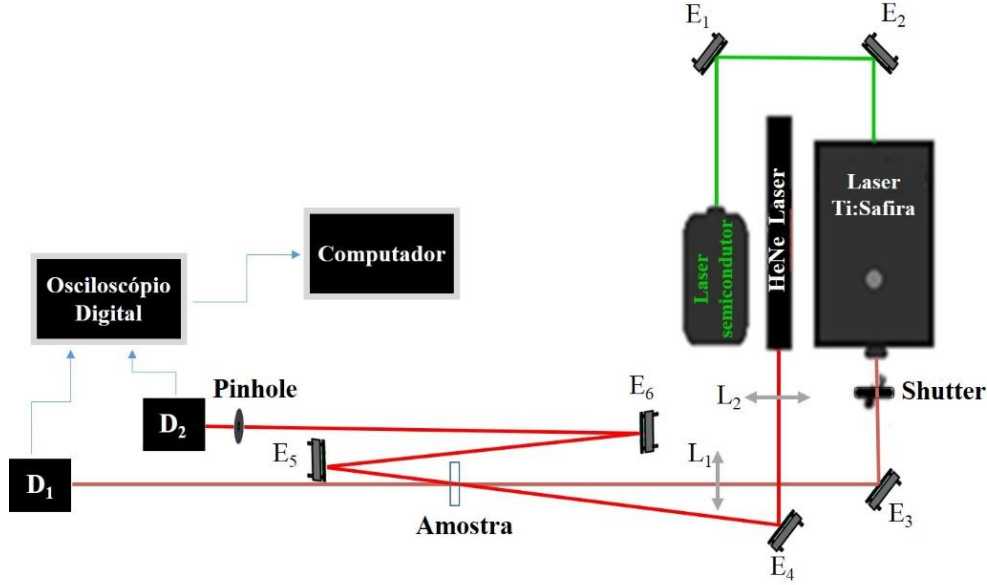 E₁
E₂
Laser
Ti:Safira
HeNe Laser
Laser
semicondutor
Computador
Osciloscópio
Digital
Shutter
L₂
Pinhole
E₆
D₂
E₅
L₁
D₁
Amostra
E₃
E₄